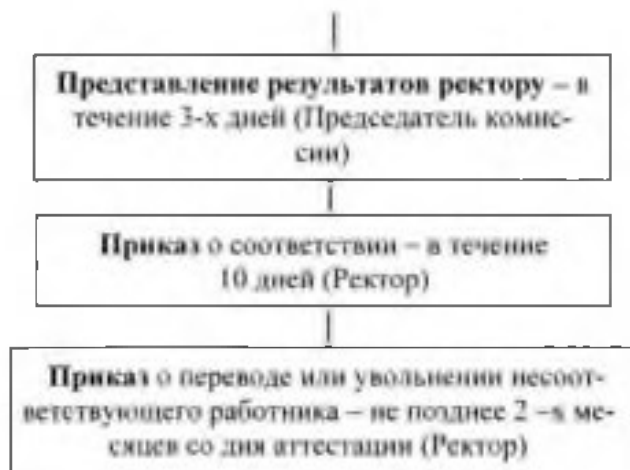 Представление результатов ректору – в
течение 3-х дней (Председатель комис-
сии)
Приказ о соответствии – в течение
10 дней (Ректор)
Приказ о переводе или увольнении несоот-
ветствующего работника – не позднее 2 –х ме-
сяцев со дня аттестации (Ректор)